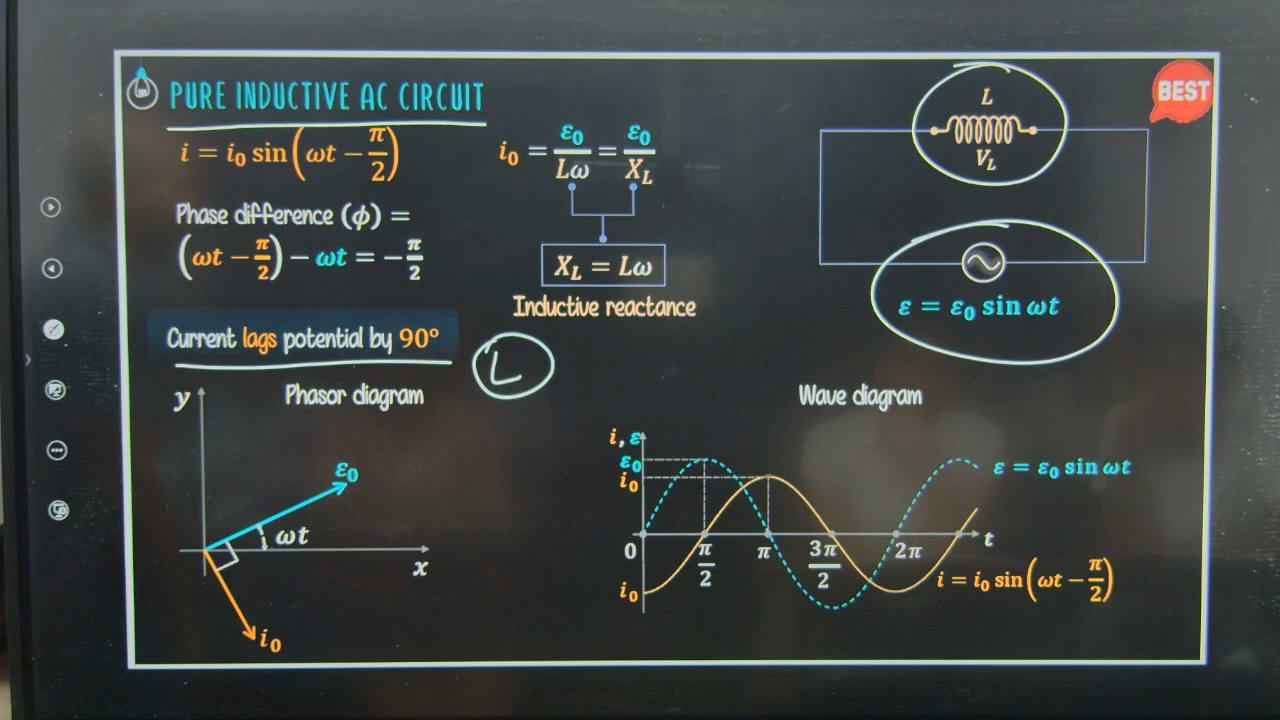 PURE INDUCTIVE AC CIRCUIT
BEST
i = i₀ sin(ωt − π/2)
i₀ = ε₀/Lω = ε₀/X_L
L
V_L
Phase difference (ϕ) =
(ωt − π/2) − ωt = − π/2
X_L = Lω
Inductive reactance
ε = ε₀ sin ωt
Current lags potential by 90°
L
Phasor diagram
y
ε₀
ωt
x
i₀
Wave diagram
i, ε
ε₀
i₀
ε = ε₀ sin ωt
0
π/2
π
3π/2
2π
t
i₀
i = i₀ sin(ωt − π/2)